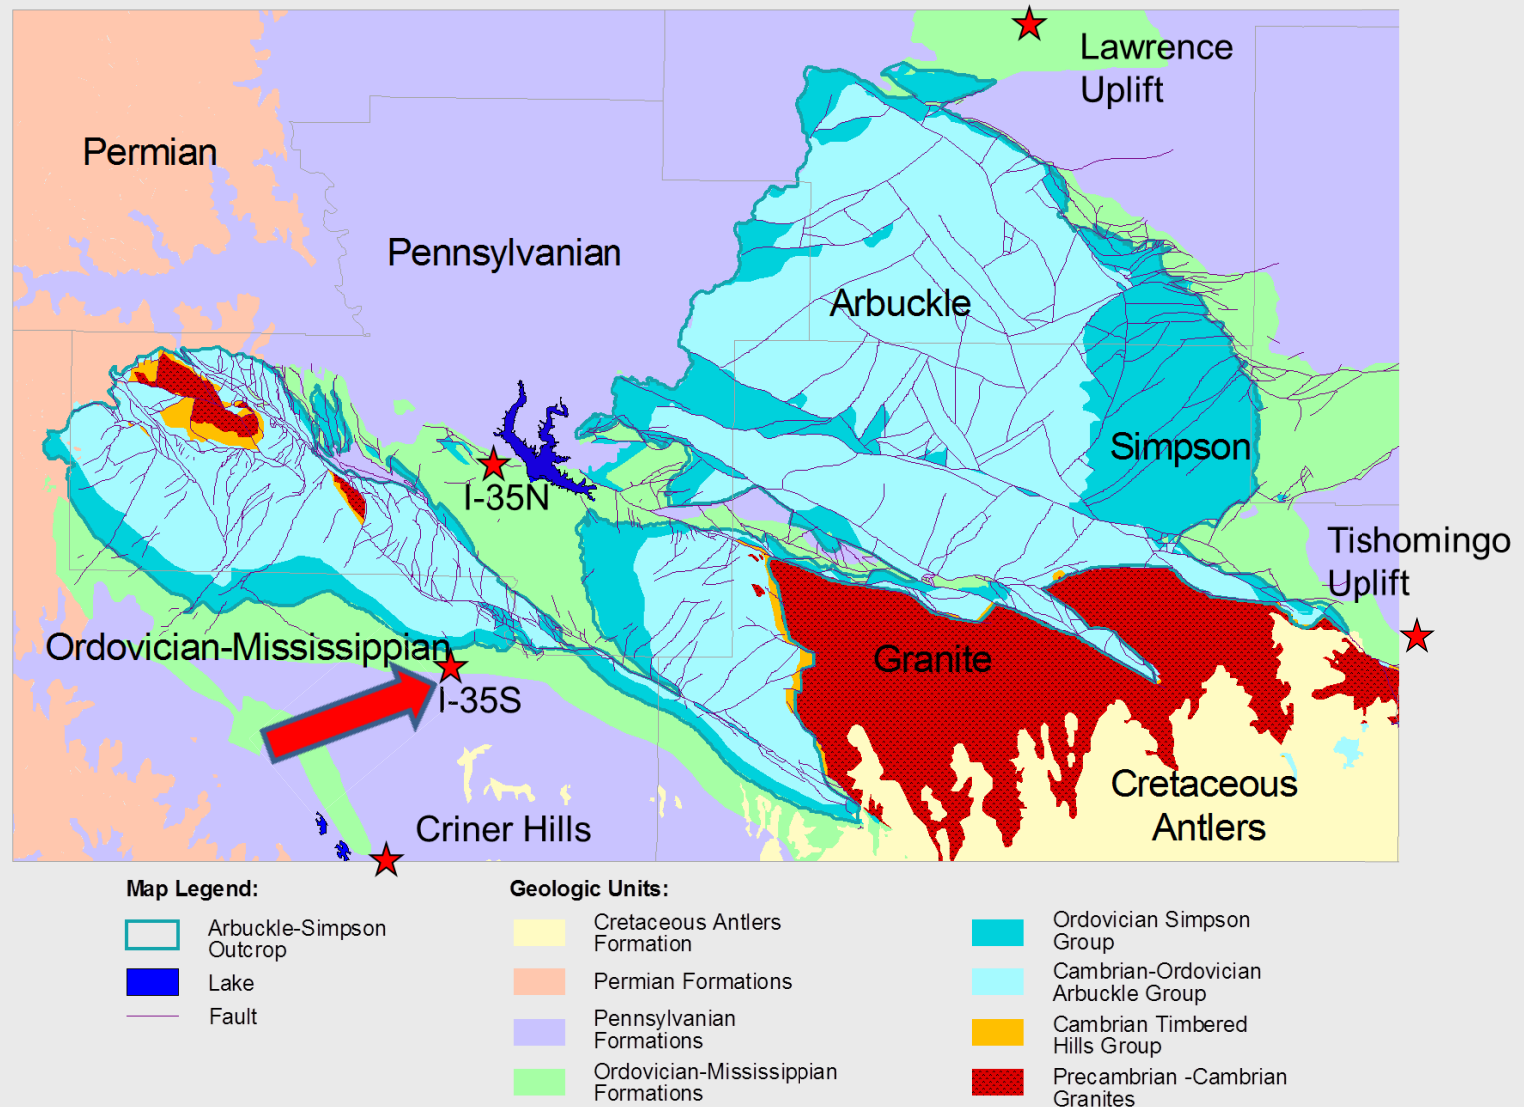 Lawrence
Uplift
Permian
Pennsylvanian
Arbuckle
Simpson
I-35N
Tishomingo
Uplift
Ordovician-Mississippian
Granite
I-35S
Cretaceous
Antlers
Criner Hills
Map Legend:
Arbuckle-Simpson
Outcrop
Lake
Fault
Geologic Units:
Cretaceous Antlers
Formation
Permian Formations
Pennsylvanian
Formations
Ordovician-Mississippian
Formations
Ordovician Simpson
Group
Cambrian-Ordovician
Arbuckle Group
Cambrian Timbered
Hills Group
Precambrian -Cambrian
Granites